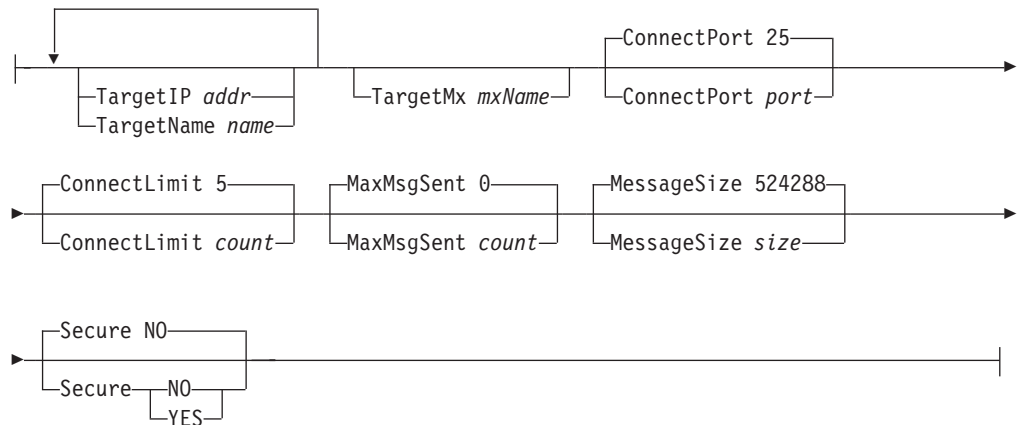 ConnectPort 25
TargetIP addr
TargetName name
TargetMx mxName
ConnectPort port
ConnectLimit 5
ConnectLimit count
MaxMsgSent 0
MaxMsgSent count
MessageSize 524288
MessageSize size
Secure NO
Secure NO
YES